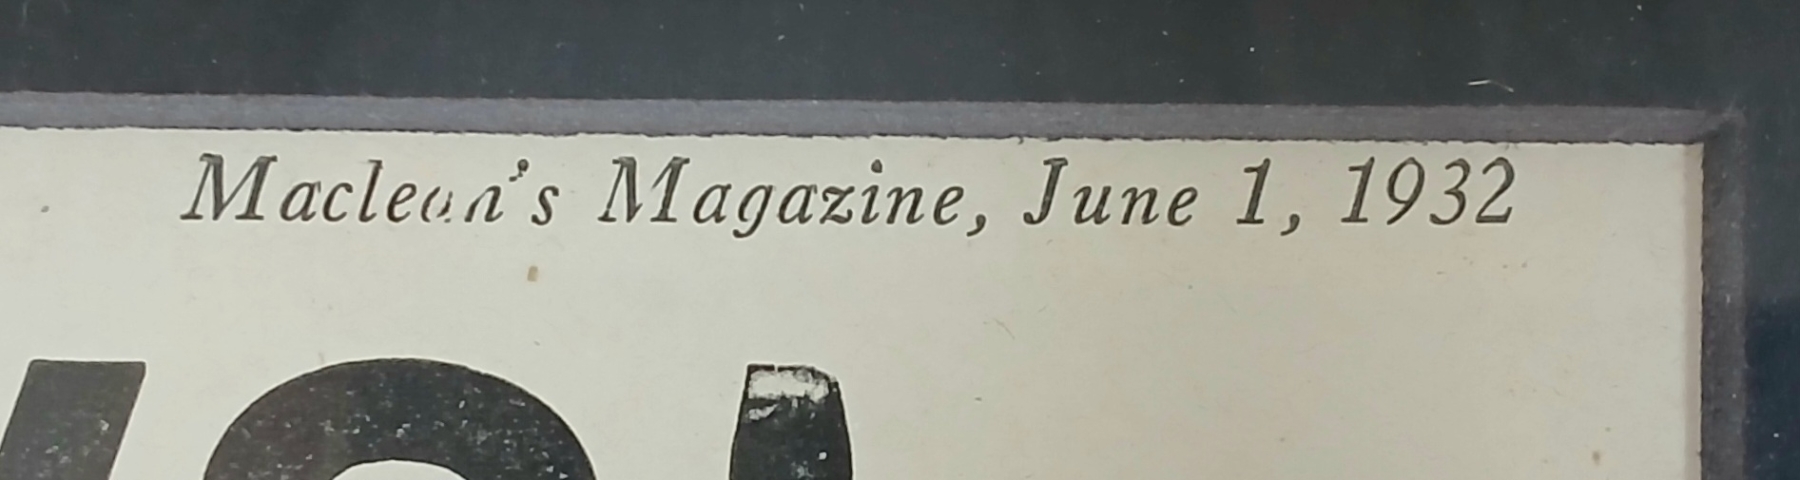 Maclean's Magazine, June 1, 1932